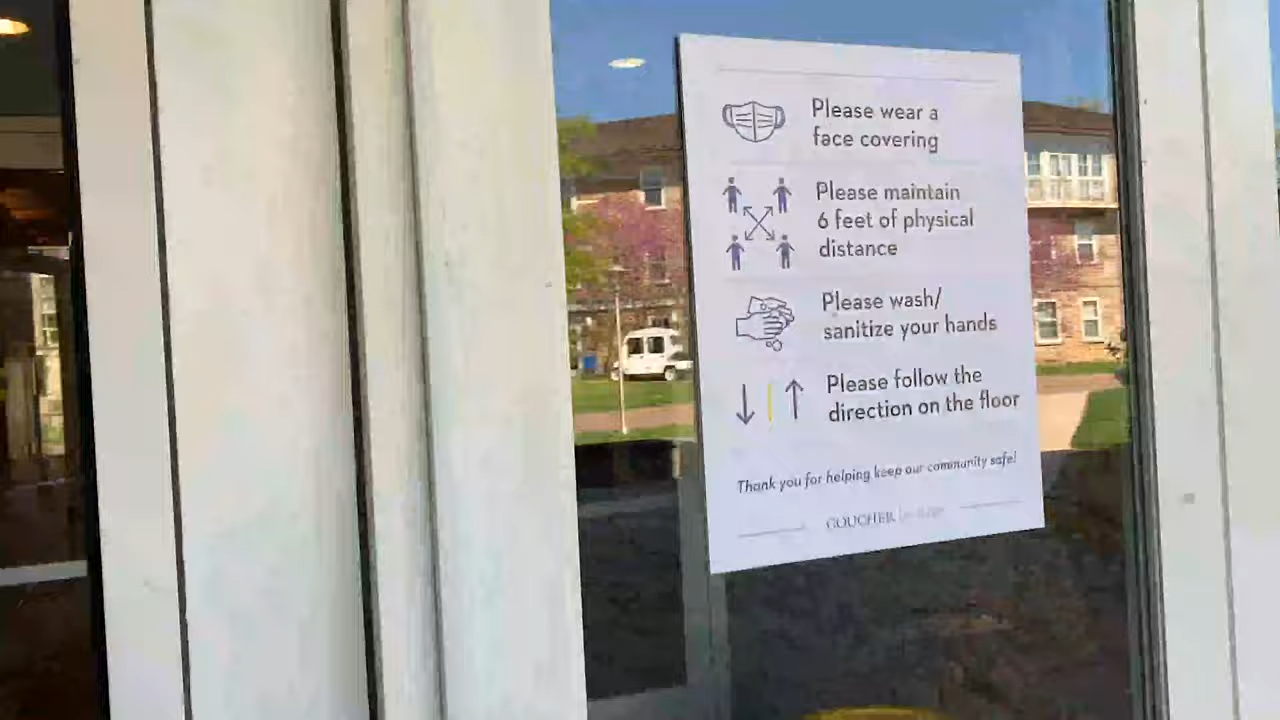 Please wear a
face covering
Please maintain
6 feet of physical
distance
Please wash/
sanitize your hands
Please follow the
direction on the floor
Thank you for helping keep our community safe!
GOUCHER